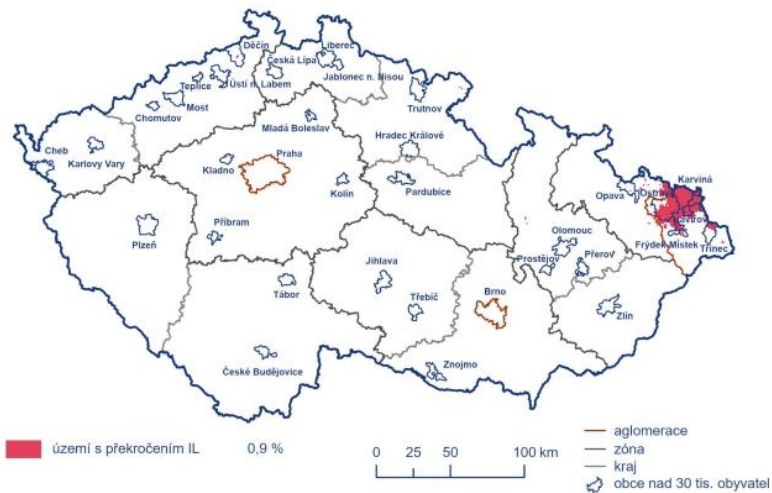 Děčín
Liberec
Česká Lípa
Teplice
Ústí n. Labem
Jablonec n. Nisou
Most
Trutnov
Chomutov
Mladá Boleslav
Hradec Králové
Cheb
Karlovy Vary
Praha
Kladno
Kolín
Pardubice
Karviná
Opava
Ostrava
Havířov
Příbram
Olomouc
Frýdek Místek
Třinec
Plzeň
Jihlava
Prostějov
Přerov
Tábor
Třebíč
Brno
Zlín
České Budějovice
Znojmo
území s překročením IL 0,9 %
0 25 50 100 km
aglomerace
zóna
kraj
obce nad 30 tis. obyvatel